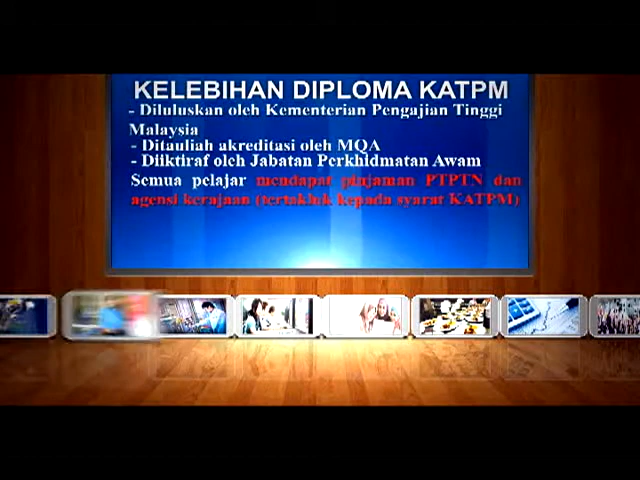 KELEBIHAN DIPLOMA KATPM
- Diluluskan oleh Kementerian Pengajian Tinggi
Malaysia
- Ditauliah akreditasi oleh MQA
- Diiktiraf oleh Jabatan Perkhidmatan Awam
Semua pelajar mendapat pinjaman PTPTN dan
agensi kerajaan (tertakluk kepada syarat KATPM)